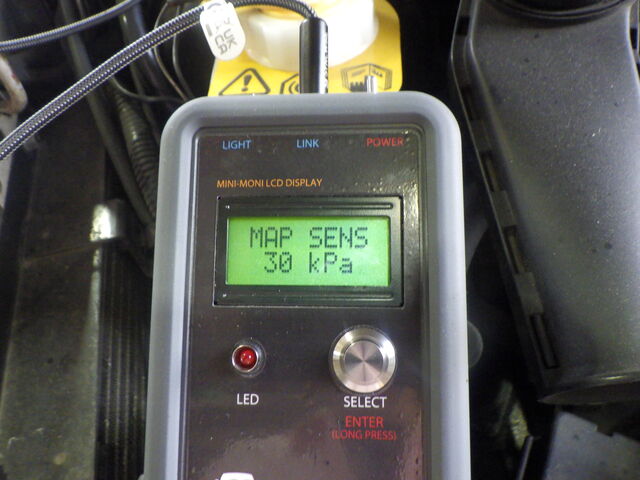 LIGHT LINK POWER
MINI-MONI LCD DISPLAY
MAP SENS
30 kPa
LED
SELECT
ENTER
(LONG PRESS)